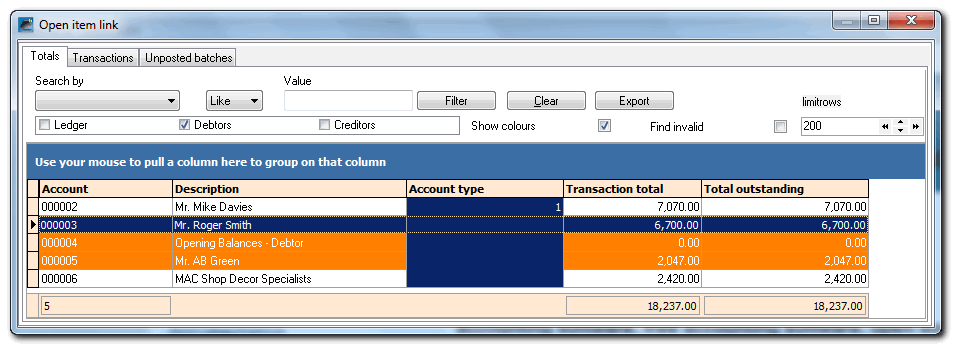 Open item link
Totals Transactions Unposted batches
Search by Value
Like Filter Clear Export limitrows
Ledger Debtors Creditors Show colours Find invalid 200
Use your mouse to pull a column here to group on that column
Account Description Account type Transaction total Total outstanding
000002 Mr. Mike Davies 1 7,070.00 7,070.00
000003 Mr. Roger Smith 6,700.00 6,700.00
000004 Opening Balances - Debtor 0.00 0.00
000005 Mr. AB Green 2,047.00 2,047.00
000006 MAC Shop Decor Specialists 2,420.00 2,420.00
5 18,237.00 18,237.00